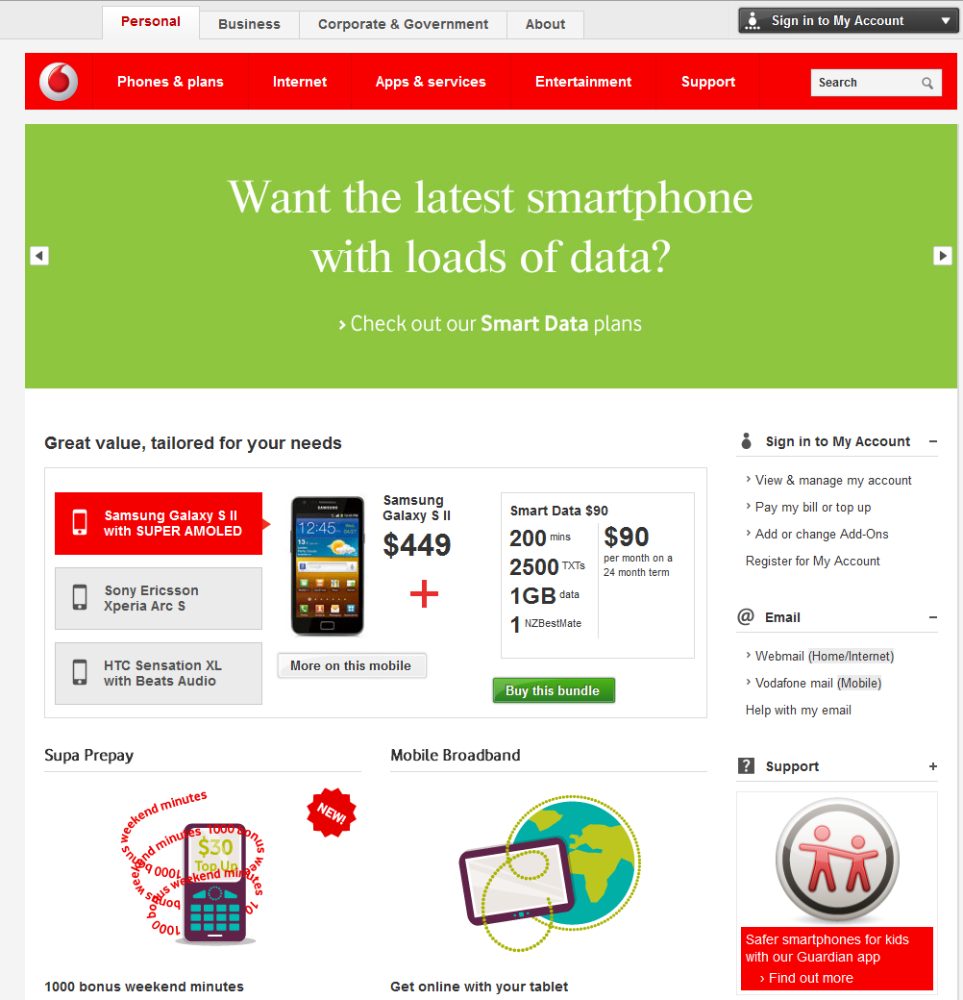 Personal
Business
Corporate & Government
About
Sign in to My Account
Phones & plans
Internet
Apps & services
Entertainment
Support
Search
Want the latest smartphone
with loads of data?
› Check out our Smart Data plans
Great value, tailored for your needs
Samsung Galaxy S II
with SUPER AMOLED
Sony Ericsson
Xperia Arc S
HTC Sensation XL
with Beats Audio
SAMSUNG
12:45
Samsung
Galaxy S II
$449
+
More on this mobile
Smart Data $90
200 mins
2500 TXTs
1GB data
1 NZBestMate
$90
per month on a
24 month term
Buy this bundle
Sign in to My Account −
› View & manage my account
› Pay my bill or top up
› Add or change Add-Ons
Register for My Account
@ Email −
› Webmail (Home/Internet)
› Vodafone mail (Mobile)
Help with my email
? Support +
Safer smartphones for kids
with our Guardian app
› Find out more
Supa Prepay
NEW!
1000 bonus weekend minutes 1000 bonus weekend minutes 1000 bonus weekend minutes
$30
Top Up
1000 bonus weekend minutes
Mobile Broadband
Get online with your tablet